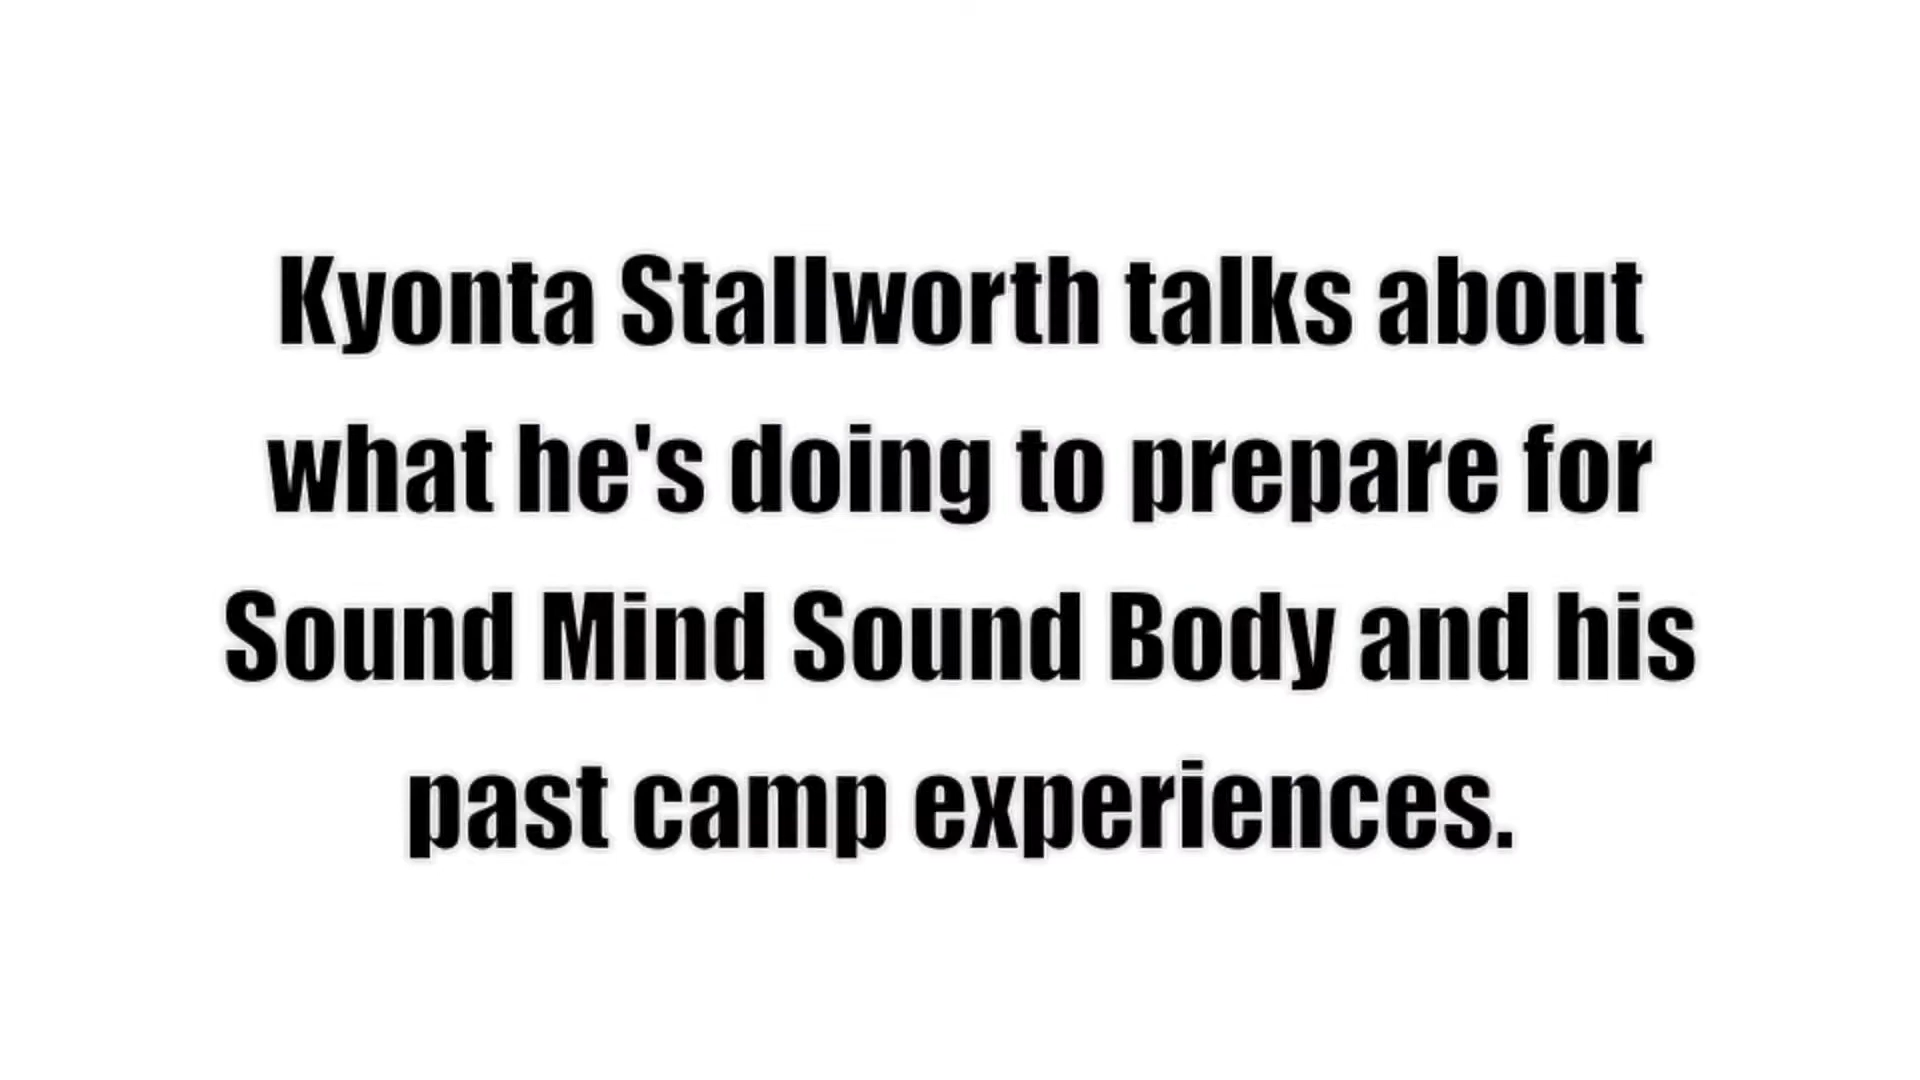 Kyonta Stallworth talks about
what he's doing to prepare for
Sound Mind Sound Body and his
past camp experiences.